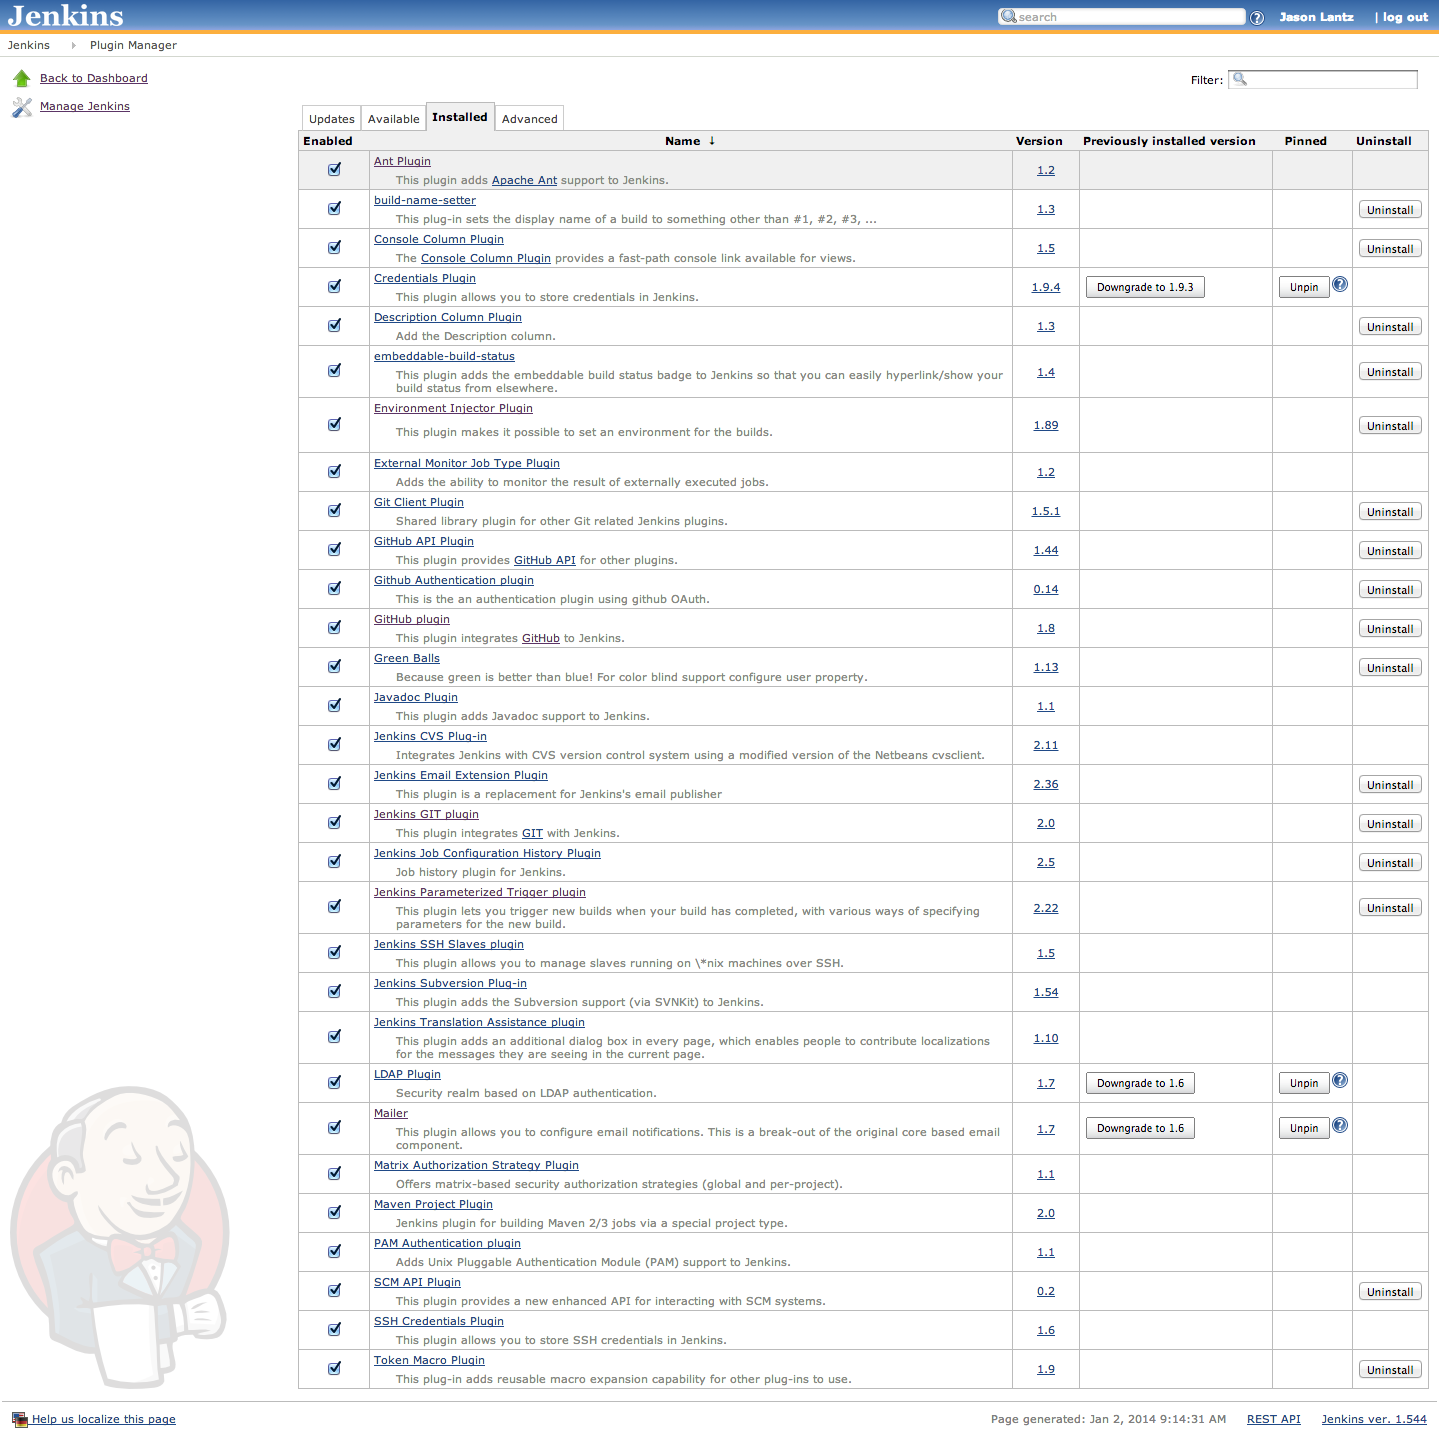 Jenkins
search
Jason Lantz | log out
Jenkins Plugin Manager
Back to Dashboard
Manage Jenkins
Filter:
Updates Available Installed Advanced
Enabled Name ↓ Version Previously installed version Pinned Uninstall
Ant Plugin
This plugin adds Apache Ant support to Jenkins.
1.2
build-name-setter
This plug-in sets the display name of a build to something other than #1, #2, #3, ...
1.3 Uninstall
Console Column Plugin
The Console Column Plugin provides a fast-path console link available for views.
1.5 Uninstall
Credentials Plugin
This plugin allows you to store credentials in Jenkins.
1.9.4 Downgrade to 1.9.3 Unpin ?
Description Column Plugin
Add the Description column.
1.3 Uninstall
embeddable-build-status
This plugin adds the embeddable build status badge to Jenkins so that you can easily hyperlink/show your
build status from elsewhere.
1.4 Uninstall
Environment Injector Plugin
This plugin makes it possible to set an environment for the builds.
1.89 Uninstall
External Monitor Job Type Plugin
Adds the ability to monitor the result of externally executed jobs.
1.2
Git Client Plugin
Shared library plugin for other Git related Jenkins plugins.
1.5.1 Uninstall
GitHub API Plugin
This plugin provides GitHub API for other plugins.
1.44 Uninstall
Github Authentication plugin
This is the an authentication plugin using github OAuth.
0.14 Uninstall
GitHub plugin
This plugin integrates GitHub to Jenkins.
1.8 Uninstall
Green Balls
Because green is better than blue! For color blind support configure user property.
1.13 Uninstall
Javadoc Plugin
This plugin adds Javadoc support to Jenkins.
1.1
Jenkins CVS Plug-in
Integrates Jenkins with CVS version control system using a modified version of the Netbeans cvsclient.
2.11
Jenkins Email Extension Plugin
This plugin is a replacement for Jenkins's email publisher
2.36 Uninstall
Jenkins GIT plugin
This plugin integrates GIT with Jenkins.
2.0 Uninstall
Jenkins Job Configuration History Plugin
Job history plugin for Jenkins.
2.5 Uninstall
Jenkins Parameterized Trigger plugin
This plugin lets you trigger new builds when your build has completed, with various ways of specifying
parameters for the new build.
2.22 Uninstall
Jenkins SSH Slaves plugin
This plugin allows you to manage slaves running on \*nix machines over SSH.
1.5
Jenkins Subversion Plug-in
This plugin adds the Subversion support (via SVNKit) to Jenkins.
1.54
Jenkins Translation Assistance plugin
This plugin adds an additional dialog box in every page, which enables people to contribute localizations
for the messages they are seeing in the current page.
1.10
LDAP Plugin
Security realm based on LDAP authentication.
1.7 Downgrade to 1.6 Unpin ?
Mailer
This plugin allows you to configure email notifications. This is a break-out of the original core based email
component.
1.7 Downgrade to 1.6 Unpin ?
Matrix Authorization Strategy Plugin
Offers matrix-based security authorization strategies (global and per-project).
1.1
Maven Project Plugin
Jenkins plugin for building Maven 2/3 jobs via a special project type.
2.0
PAM Authentication plugin
Adds Unix Pluggable Authentication Module (PAM) support to Jenkins.
1.1
SCM API Plugin
This plugin provides a new enhanced API for interacting with SCM systems.
0.2 Uninstall
SSH Credentials Plugin
This plugin allows you to store SSH credentials in Jenkins.
1.6
Token Macro Plugin
This plug-in adds reusable macro expansion capability for other plug-ins to use.
1.9 Uninstall
Help us localize this page
Page generated: Jan 2, 2014 9:14:31 AM REST API Jenkins ver. 1.544